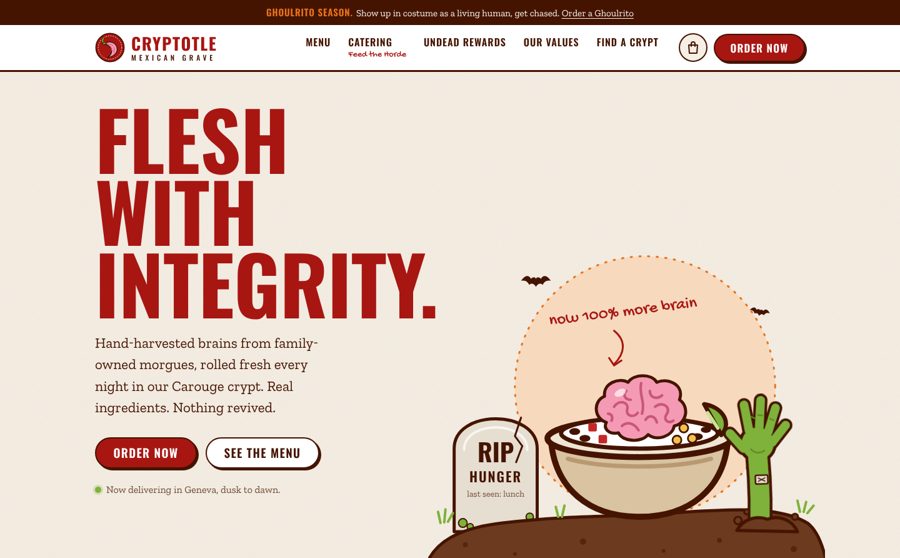 GHOULRITO SEASON. Show up in costume as a living human, get chased. Order a Ghoulrito
CRYPTOTLE
MEXICAN GRAVE
MENU
CATERING
Feed the Horde
UNDEAD REWARDS
OUR VALUES
FIND A CRYPT
ORDER NOW
FLESH
WITH
INTEGRITY.
Hand-harvested brains from family-
owned morgues, rolled fresh every
night in our Carouge crypt. Real
ingredients. Nothing revived.
ORDER NOW
SEE THE MENU
Now delivering in Geneva, dusk to dawn.
now 100% more brain
RIP
HUNGER
last seen: lunch